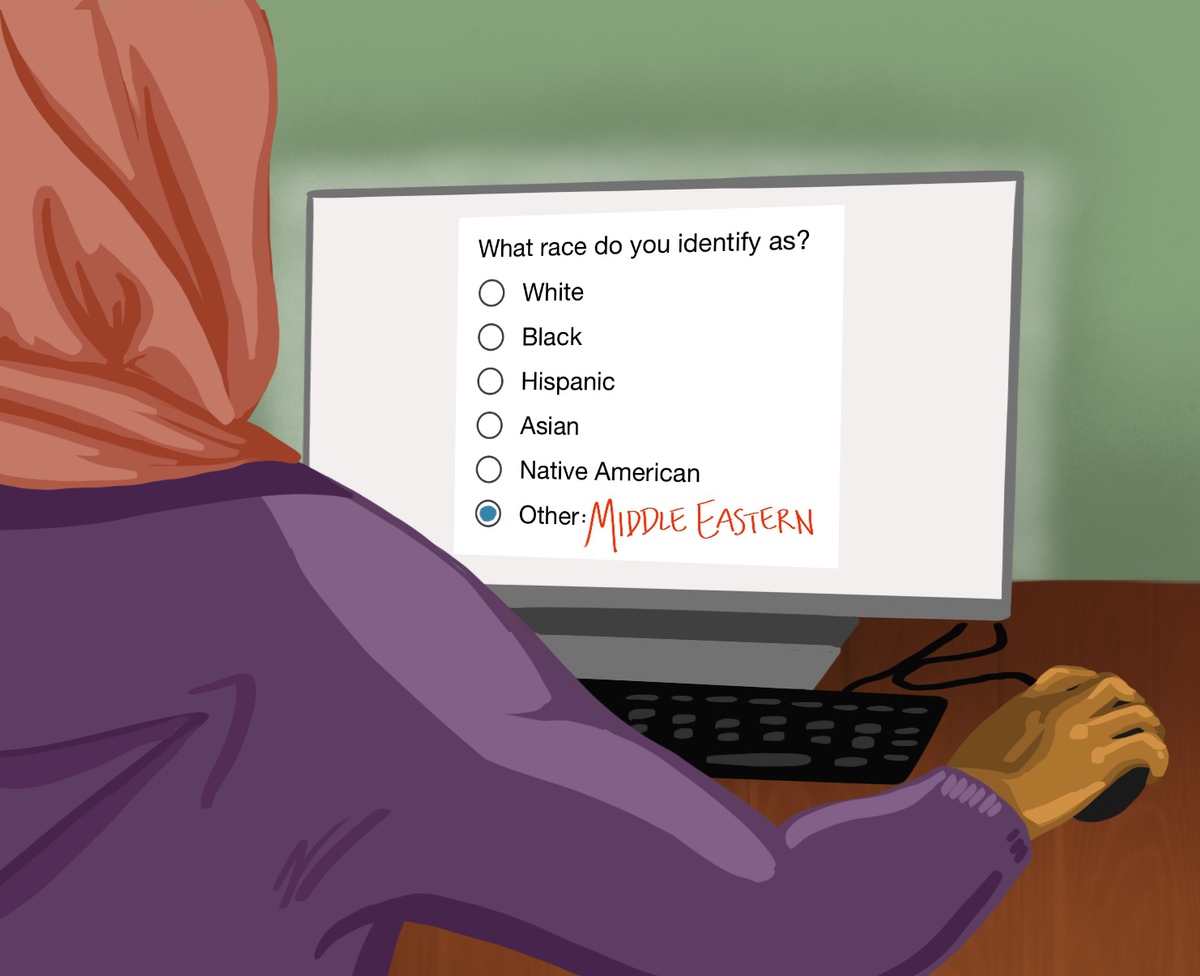 What race do you identify as?
White
Black
Hispanic
Asian
Native American
Other: MIDDLE EASTERN